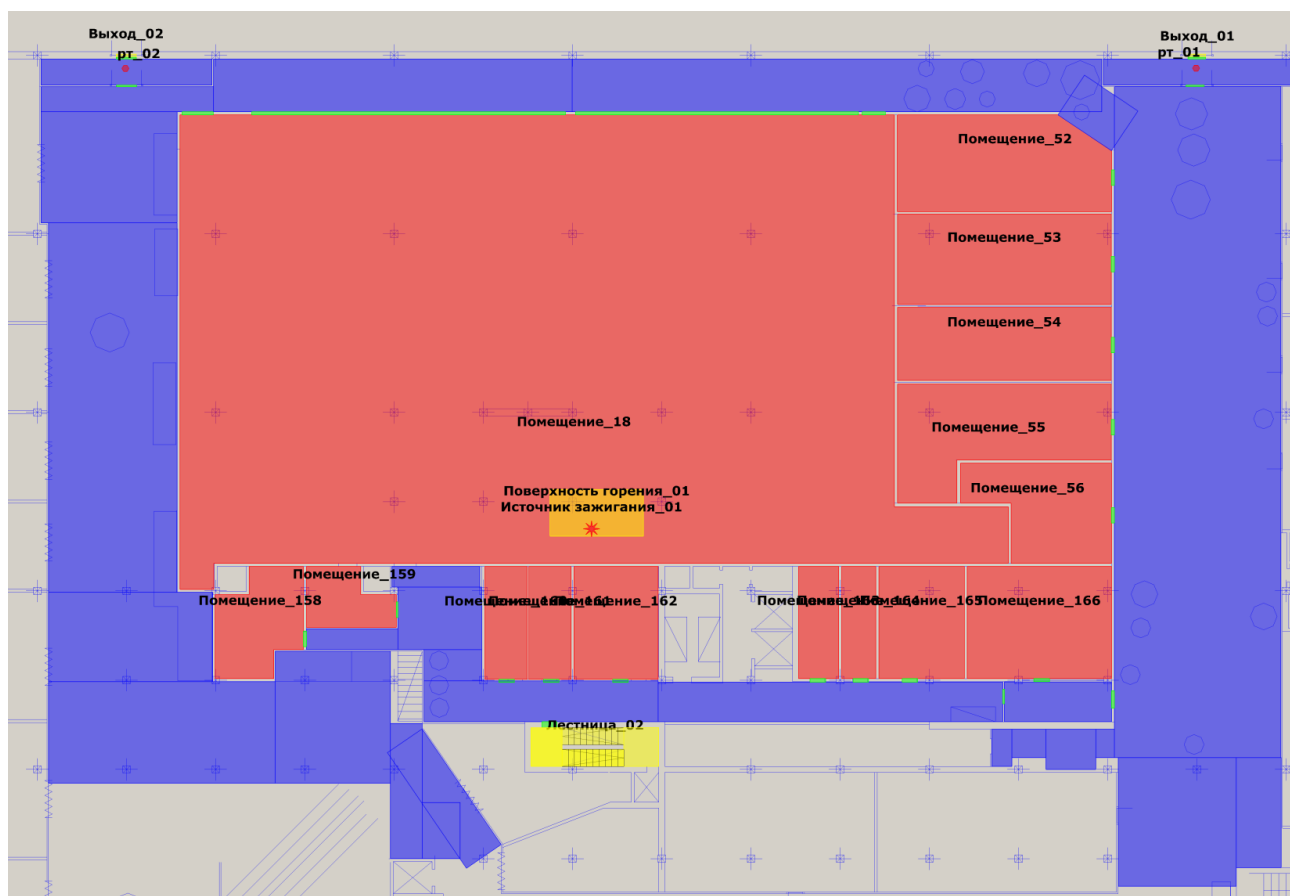 Выход_02
рт_02
Выход_01
рт_01
Помещение_52
Помещение_53
Помещение_54
Помещение_18
Помещение_55
Помещение_56
Поверхность горения_01
Источник зажигания_01
Помещение_159
Помещение_158
Помещение_162
Помещение_166
Лестница_02